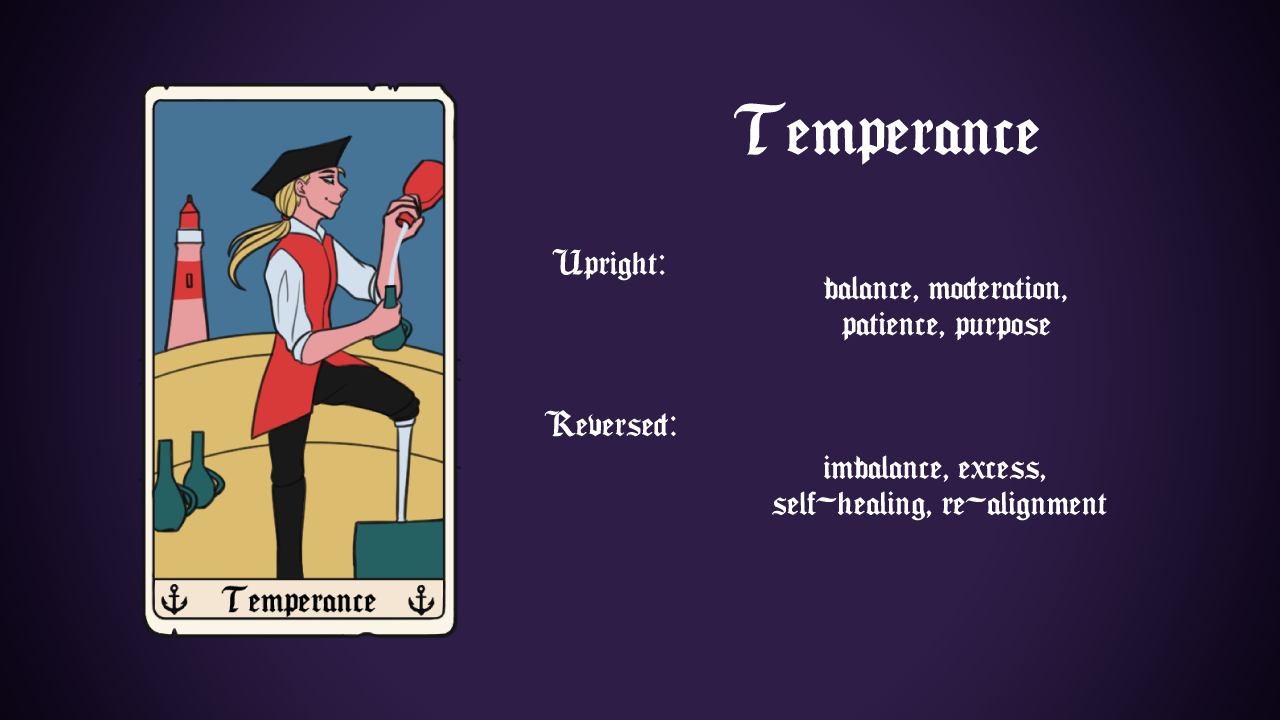 Temperance
Upright:
balance, moderation,
patience, purpose
Reversed:
imbalance, excess,
self~healing, re~alignment
Temperance